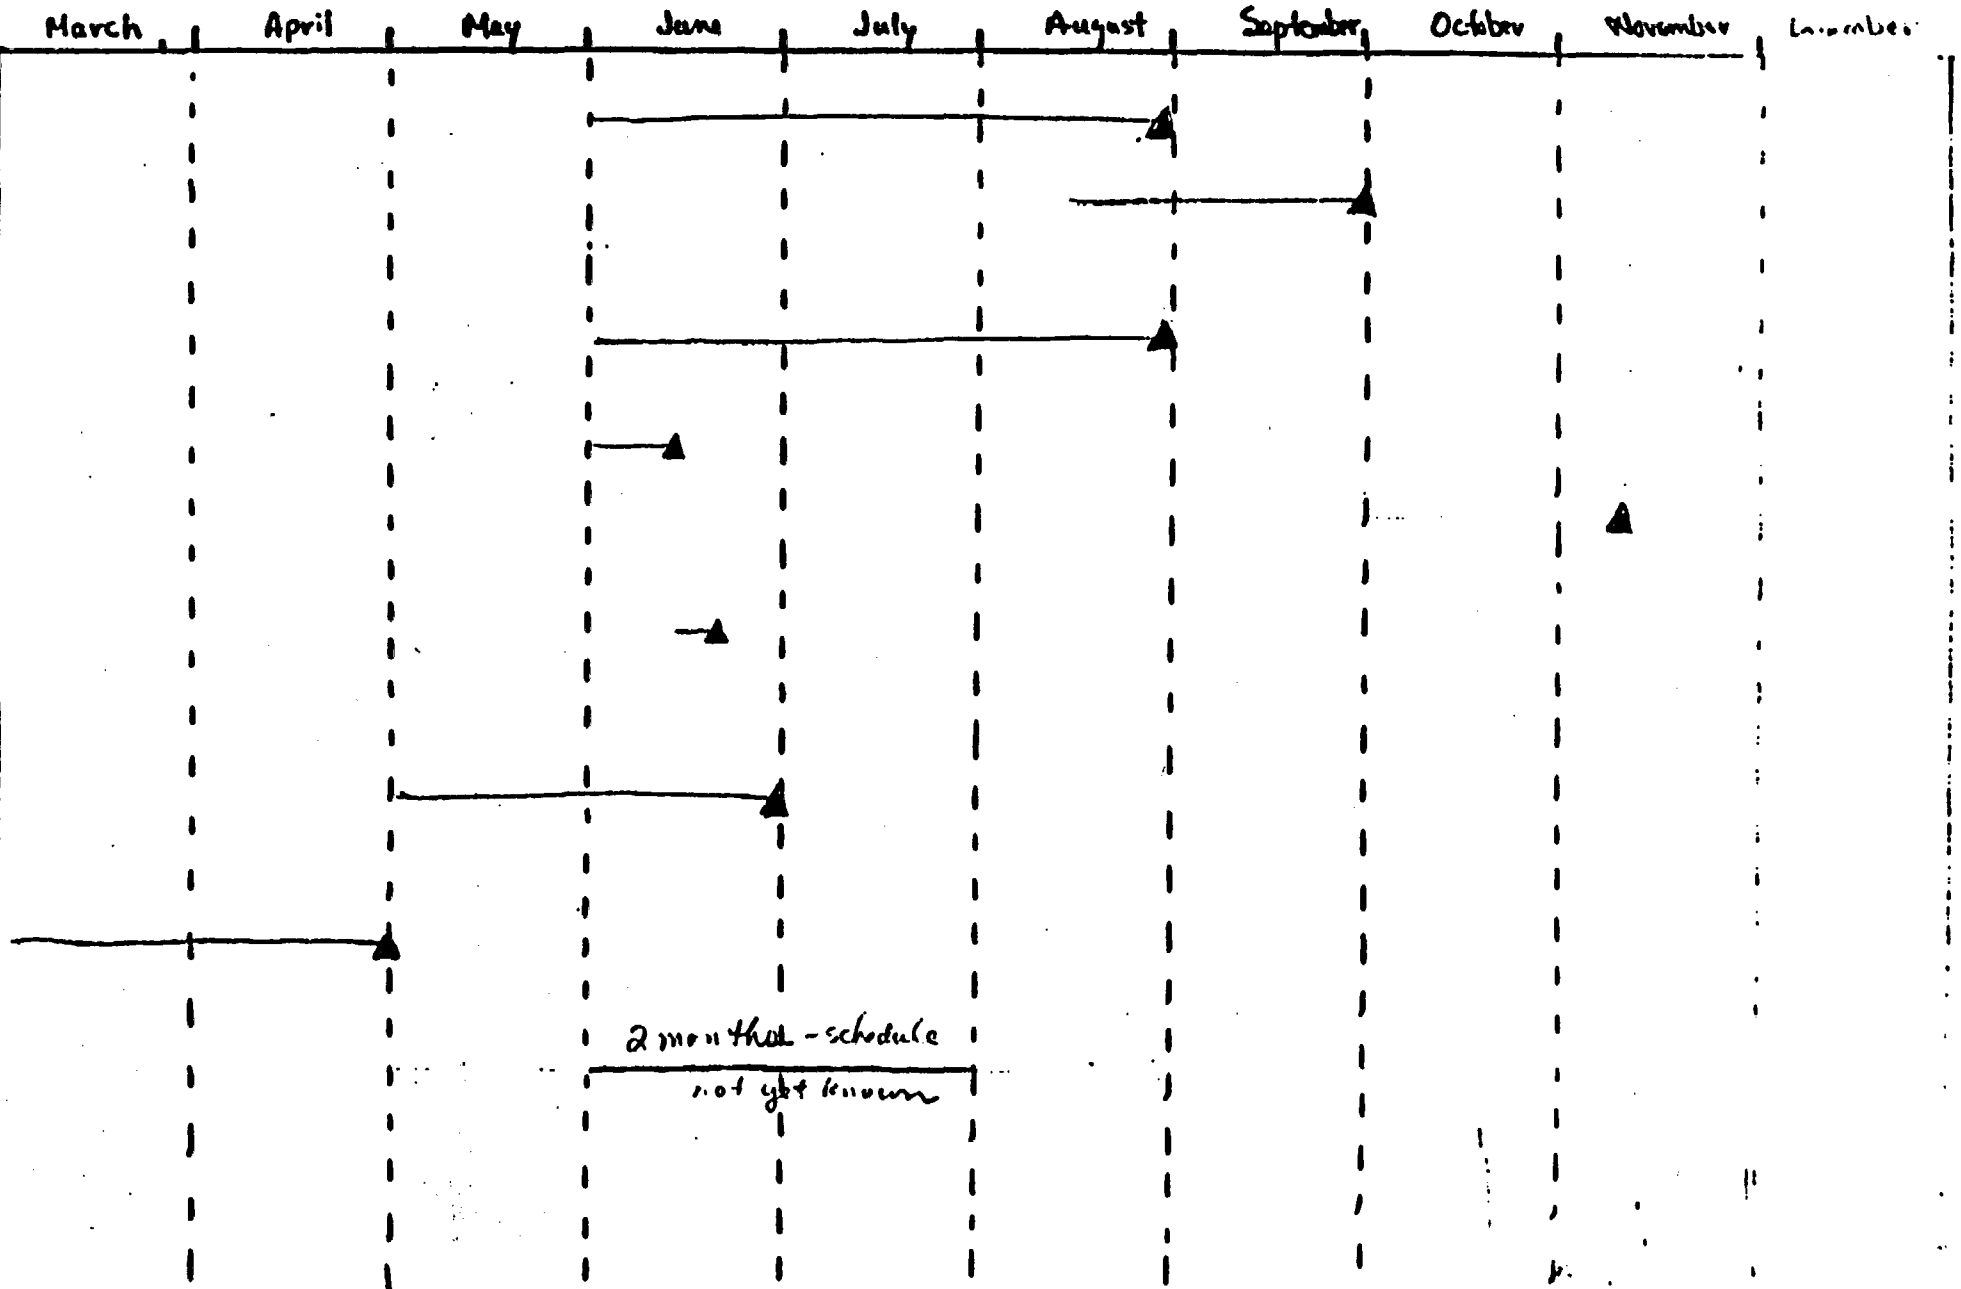 March April May June July August September October November
2 months - schedule
not yet known